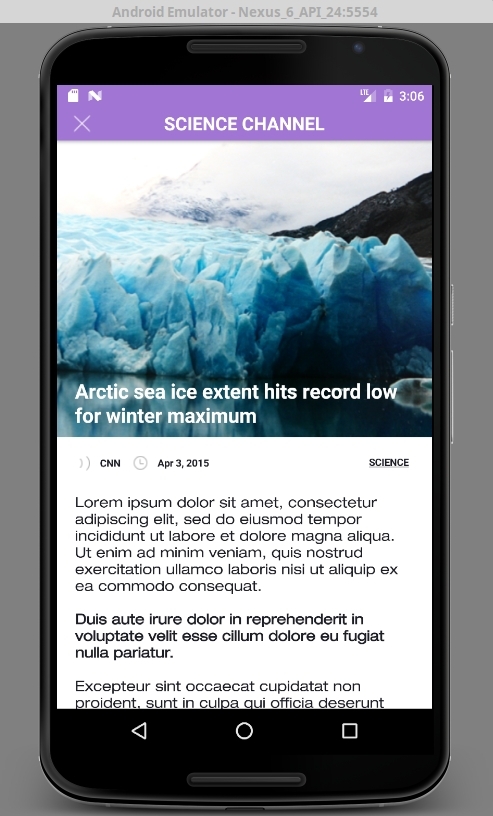 Android Emulator - Nexus_6_API_24:5554
LTE 3:06
SCIENCE CHANNEL
Arctic sea ice extent hits record low
for winter maximum
CNN Apr 3, 2015 SCIENCE
Lorem ipsum dolor sit amet, consectetur
adipiscing elit, sed do eiusmod tempor
incididunt ut labore et dolore magna aliqua.
Ut enim ad minim veniam, quis nostrud
exercitation ullamco laboris nisi ut aliquip ex
ea commodo consequat.
Duis aute irure dolor in reprehenderit in
voluptate velit esse cillum dolore eu fugiat
nulla pariatur.
Excepteur sint occaecat cupidatat non
proident, sunt in culpa qui officia deserunt